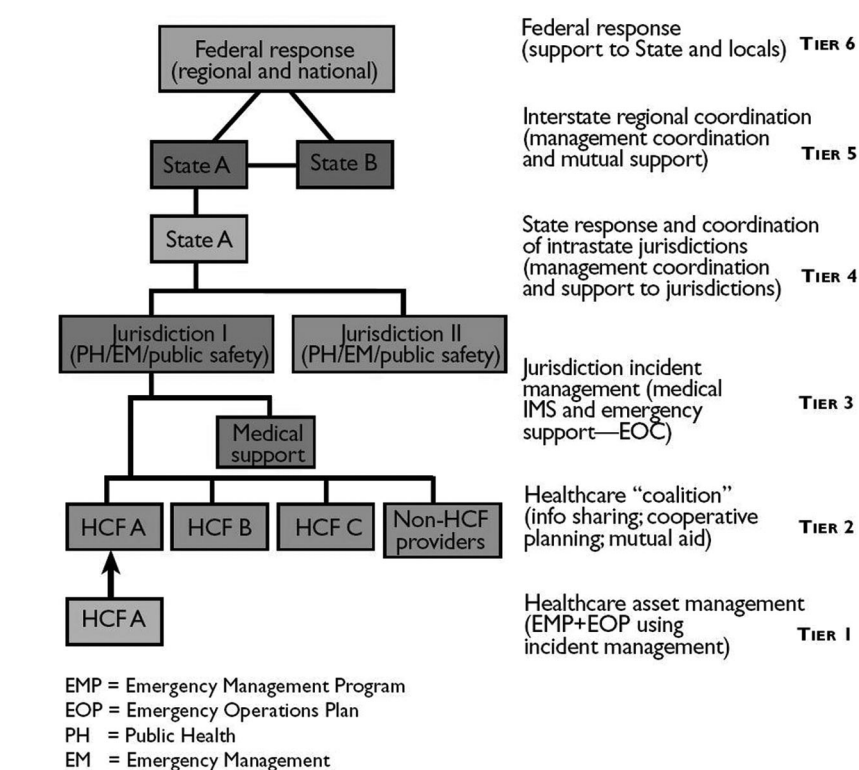 Federal response
(regional and national)
Federal response
(support to State and locals) TIER 6
State A
State B
Interstate regional coordination
(management coordination
and mutual support) TIER 5
State A
State response and coordination
of intrastate jurisdictions
(management coordination
and support to jurisdictions) TIER 4
Jurisdiction I
(PH/EM/public safety)
Jurisdiction II
(PH/EM/public safety)
Medical
support
Jurisdiction incident
management (medical
IMS and emergency
support—EOC) TIER 3
HCF A
HCF B
HCF C
Non-HCF
providers
Healthcare “coalition”
(info sharing; cooperative
planning; mutual aid) TIER 2
HCF A
Healthcare asset management
(EMP+EOP using
incident management) TIER 1
EMP = Emergency Management Program
EOP = Emergency Operations Plan
PH = Public Health
EM = Emergency Management